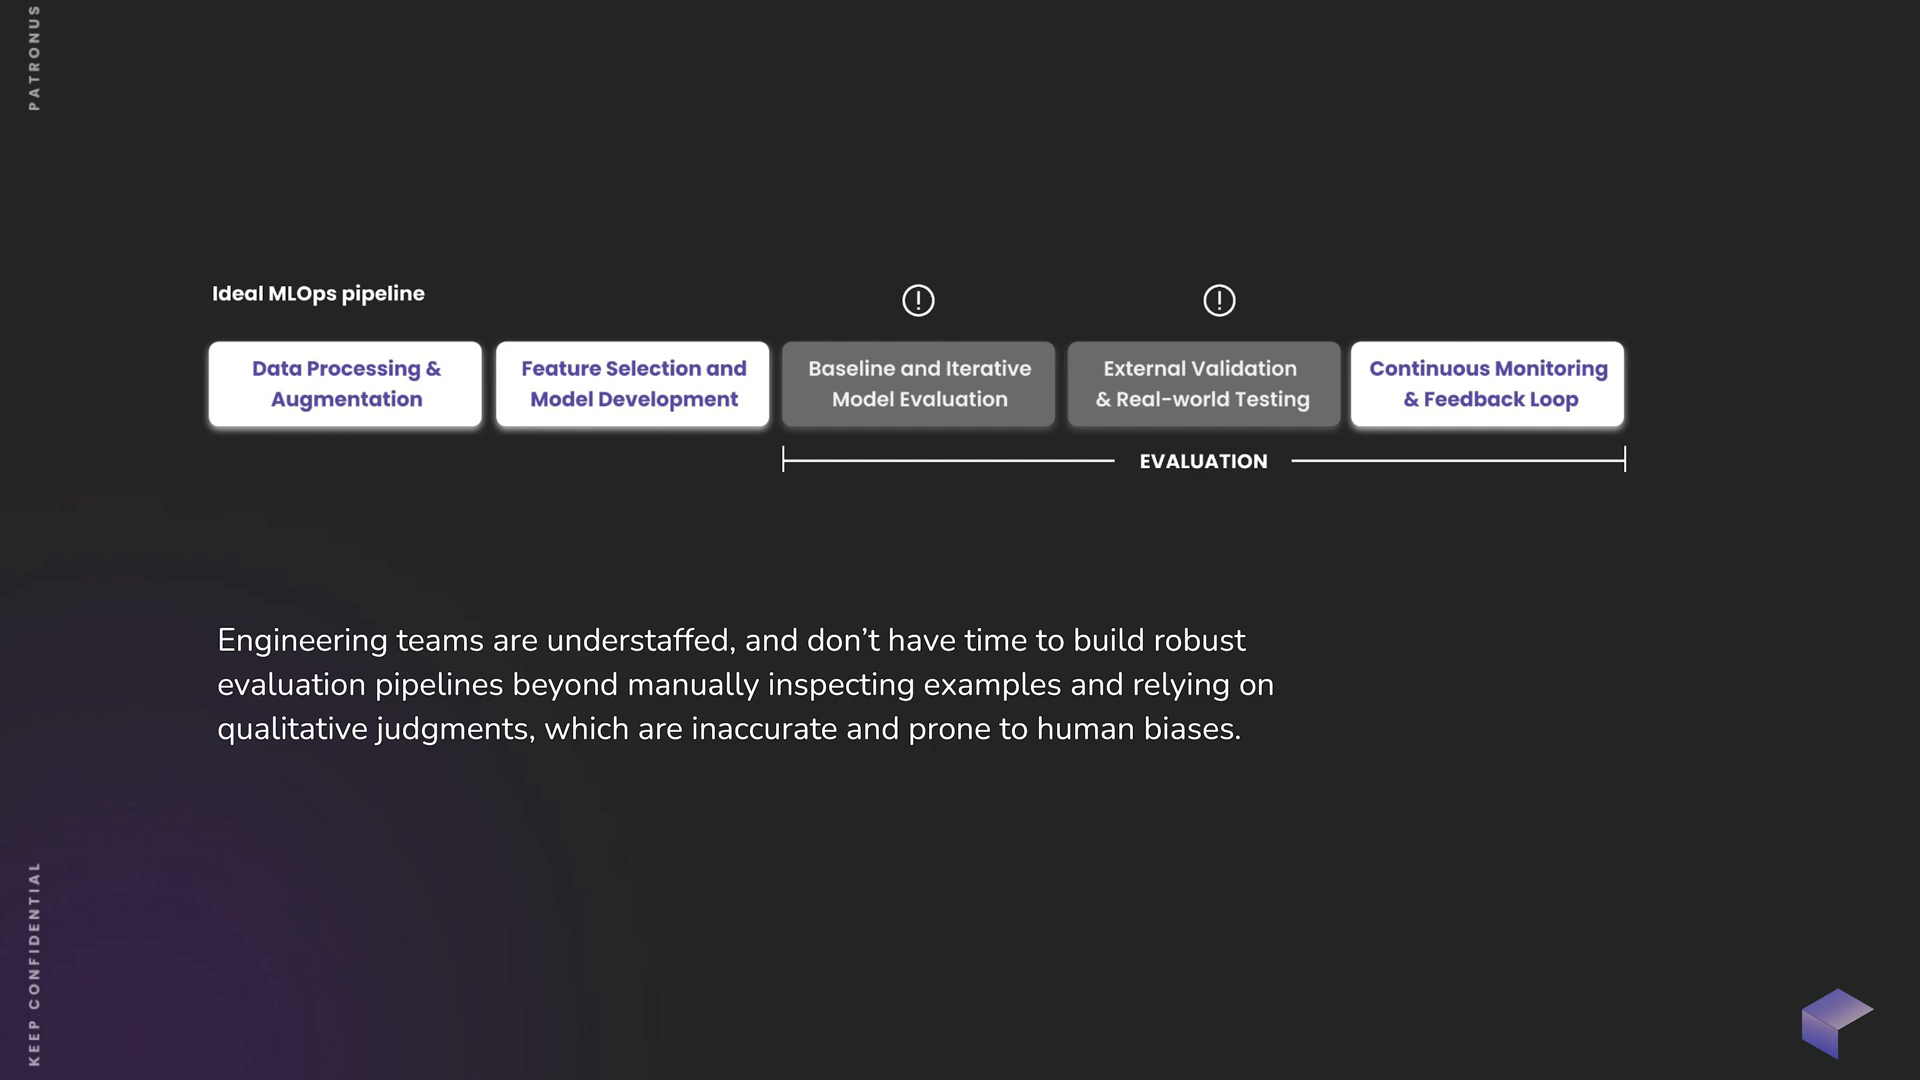 PATRONUS
Ideal MLOps pipeline
Data Processing &
Augmentation
Feature Selection and
Model Development
Baseline and Iterative
Model Evaluation
External Validation
& Real-world Testing
Continuous Monitoring
& Feedback Loop
EVALUATION
Engineering teams are understaffed, and don’t have time to build robust
evaluation pipelines beyond manually inspecting examples and relying on
qualitative judgments, which are inaccurate and prone to human biases.
KEEP CONFIDENTIAL